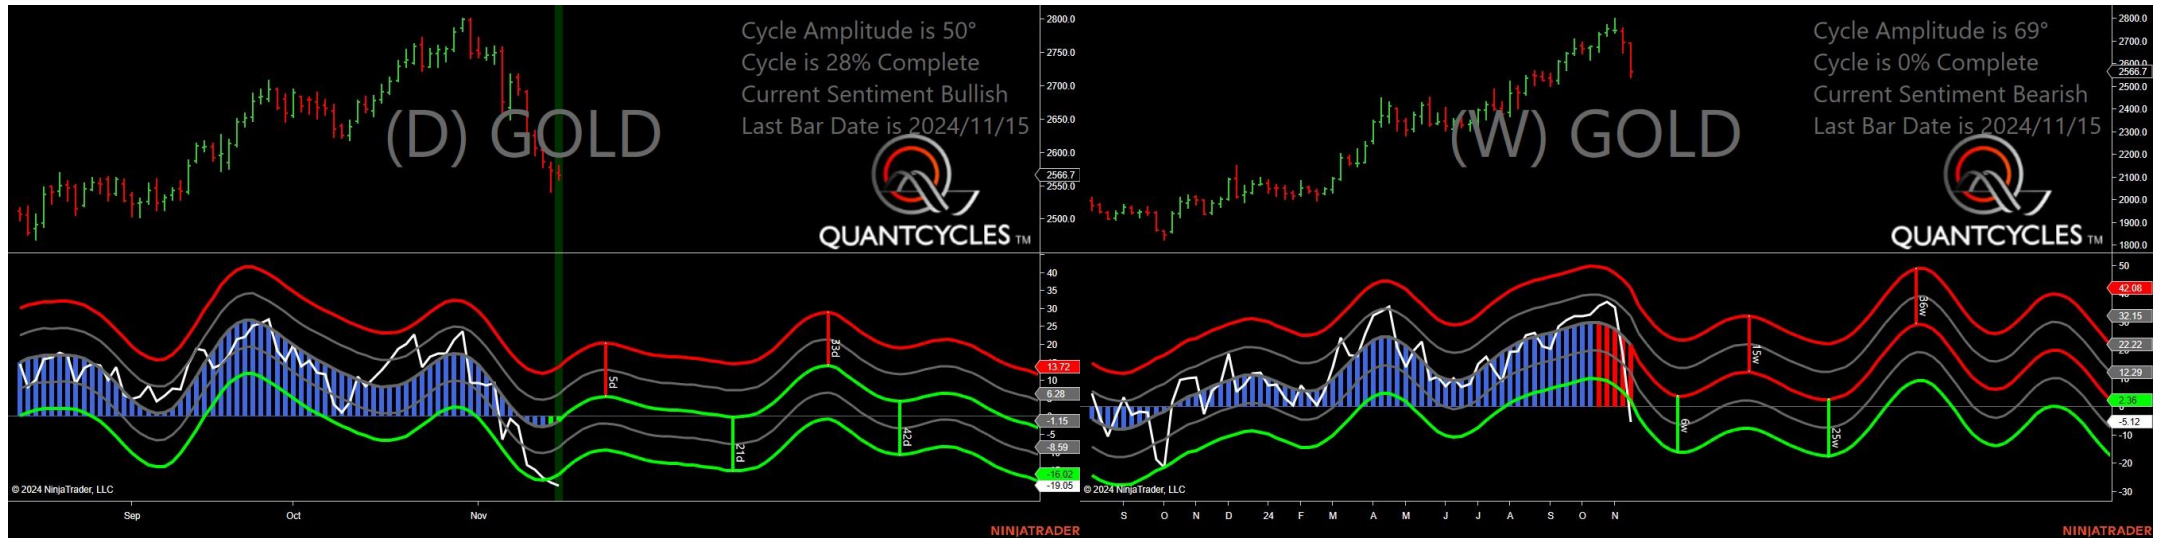 Cycle Amplitude is 50°
Cycle is 28% Complete
Current Sentiment Bullish
Last Bar Date is 2024/11/15
(D) GOLD
QUANTCYCLES TM
2800.0
2750.0
2700.0
2650.0
2600.0
2566.7
2550.0
2500.0
40
35
30
25
20
13.72
10
6.28
-1.15
-5
-8.59
-16.02
-19.05
5d
21d
33d
42d
© 2024 NinjaTrader, LLC
Sep
Oct
Nov
NINJATRADER
Cycle Amplitude is 69°
Cycle is 0% Complete
Current Sentiment Bearish
Last Bar Date is 2024/11/15
(W) GOLD
QUANTCYCLES TM
2800.0
2700.0
2600.0
2566.7
2500.0
2400.0
2300.0
2200.0
2100.0
2000.0
1900.0
1800.0
50
42.08
32.15
22.22
12.29
2.36
-5.12
-10
-20
-30
6w
15w
25w
36w
© 2024 NinjaTrader, LLC
S O N D 24 F M A M J J A S O N
NINJATRADER